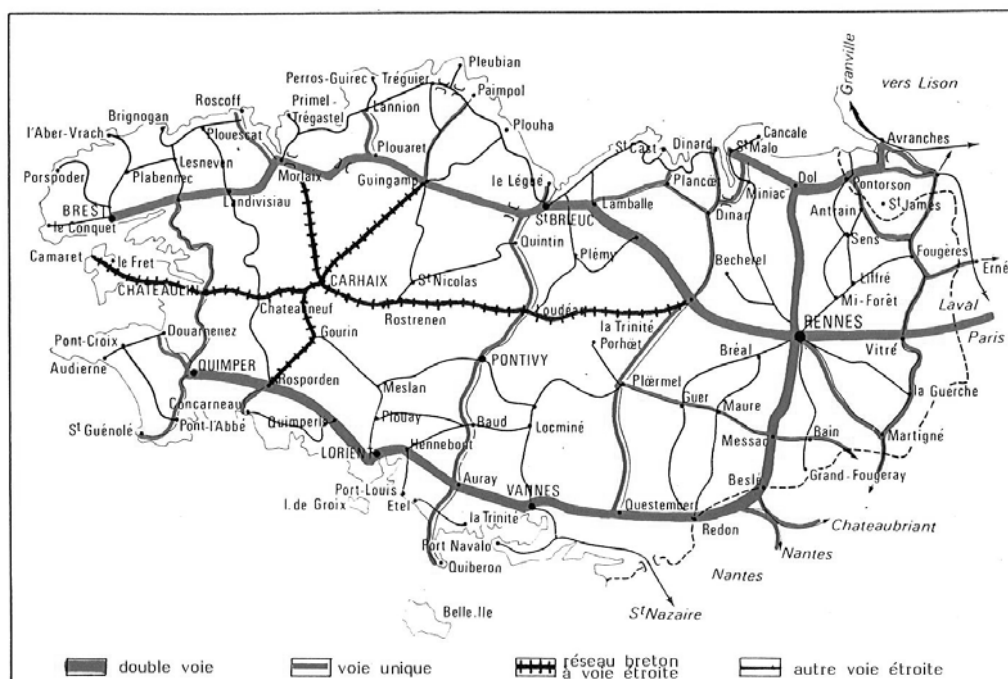 Granville
vers Lison
Pleubian
Perros-Guirec
Tréguier
Paimpol
Roscoff
Primel
Trégastel
Lannion
Brignogan
l'Aber-Vrach
Plouescat
Plouha
Avranches
Cancale
St Malo
Dinard
St Cast
Lesneven
Plouaret
Porspoder
Plabennec
Morlaix
Guingamp
le Légué
Plancoët
Miniac
Dol
Pontorson
St James
BREST
Landivisiau
St BRIEUC
Lamballe
Dinan
Antrain
le Conquet
Quintin
Plémy
Becherel
Sens
Fougères
Camaret
le Fret
CARHAIX
St Nicolas
Liffré
Erné
CHATEAULIN
Chateauneuf
Rostrenen
Loudéac
la Trinité
Porhoët
Mi-Forêt
Laval
Douarnenez
Gourin
RENNES
Paris
Pont-Croix
Audierne
QUIMPER
PONTIVY
Bréal
Vitré
Rosporden
Meslan
Ploërmel
Guer
Maure
la Guerche
Concarneau
St Guénolé
Pont-l'Abbé
Quimperlé
Plouay
Baud
Locminé
Messac
Bain
Martigné
LORIENT
Hennebout
Grand-Fougeray
Port-Louis
I. de Groix
Etel
Auray
VANNES
Questembert
Beslé
Redon
Chateaubriant
la Trinité
Port Navalo
Quiberon
Nantes
Nantes
St Nazaire
Belle.Ile
double voie
voie unique
réseau breton
à voie étroite
autre voie étroite